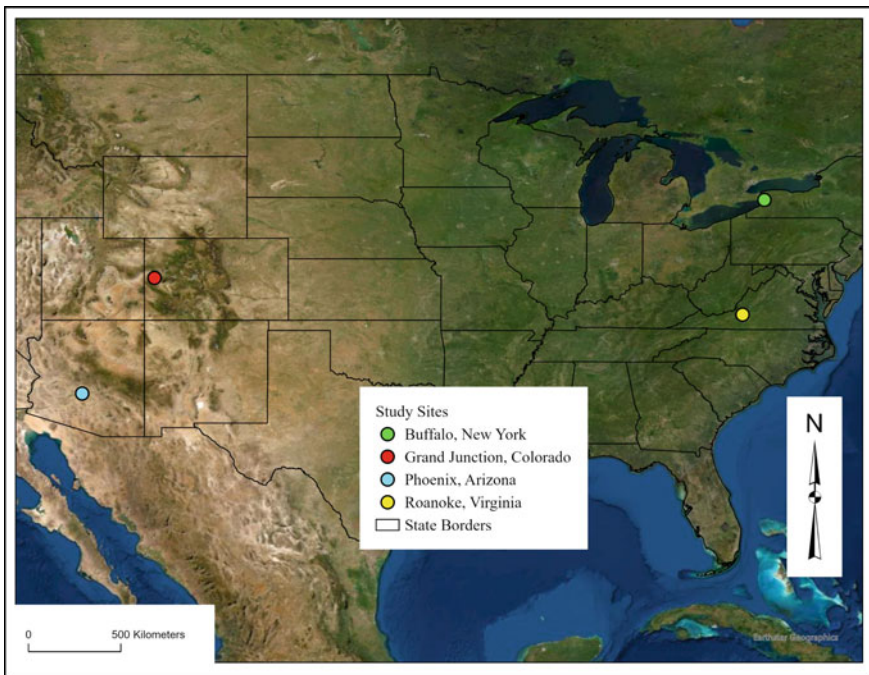 Study Sites
Buffalo, New York
Grand Junction, Colorado
Phoenix, Arizona
Roanoke, Virginia
State Borders
N
0 500 Kilometers
Earthstar Geographics